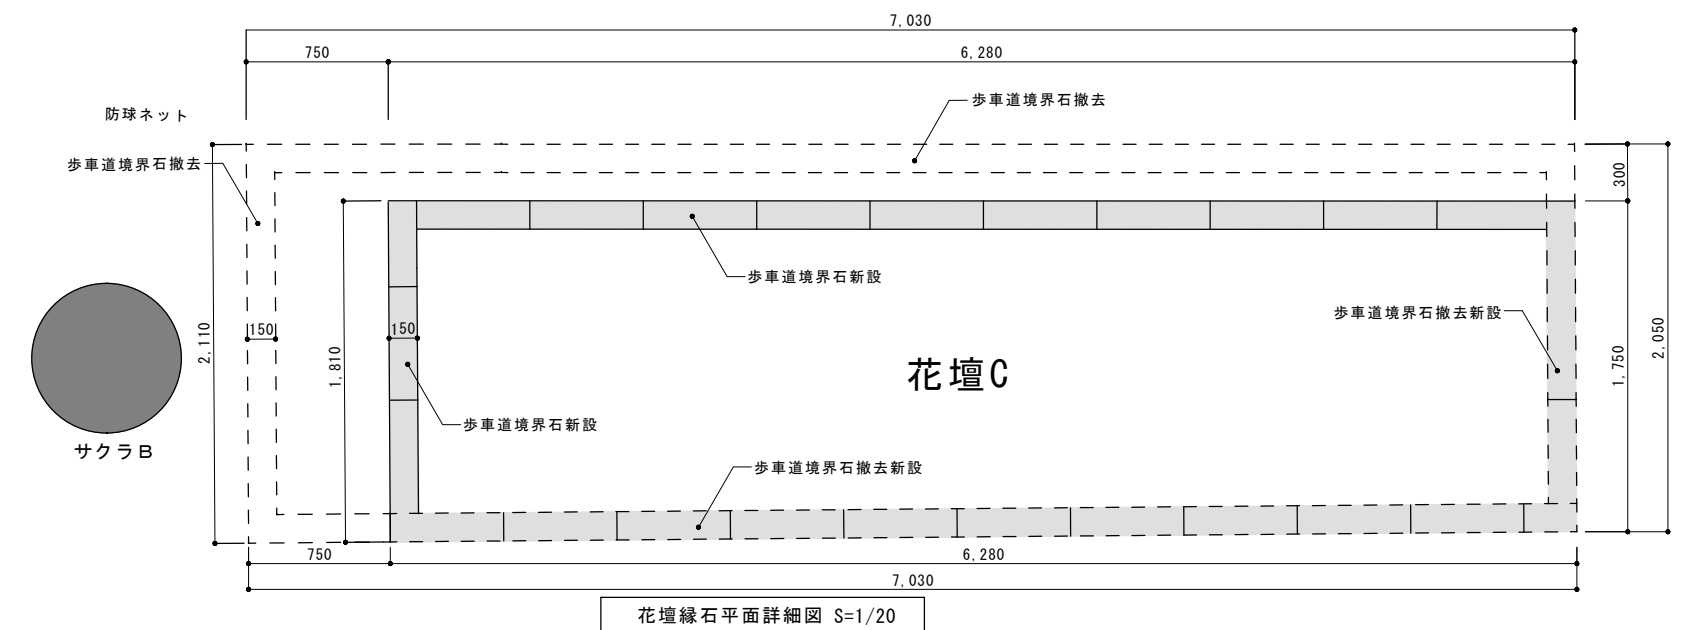 7,030
750
6,280
歩車道境界石撤去
防球ネット
歩車道境界石撤去
300
歩車道境界石新設
歩車道境界石撤去新設
150
150
2,110
1,810
1,750
2,050
花壇C
歩車道境界石新設
サクラB
歩車道境界石撤去新設
750
6,280
7,030
花壇縁石平面詳細図 S=1/20